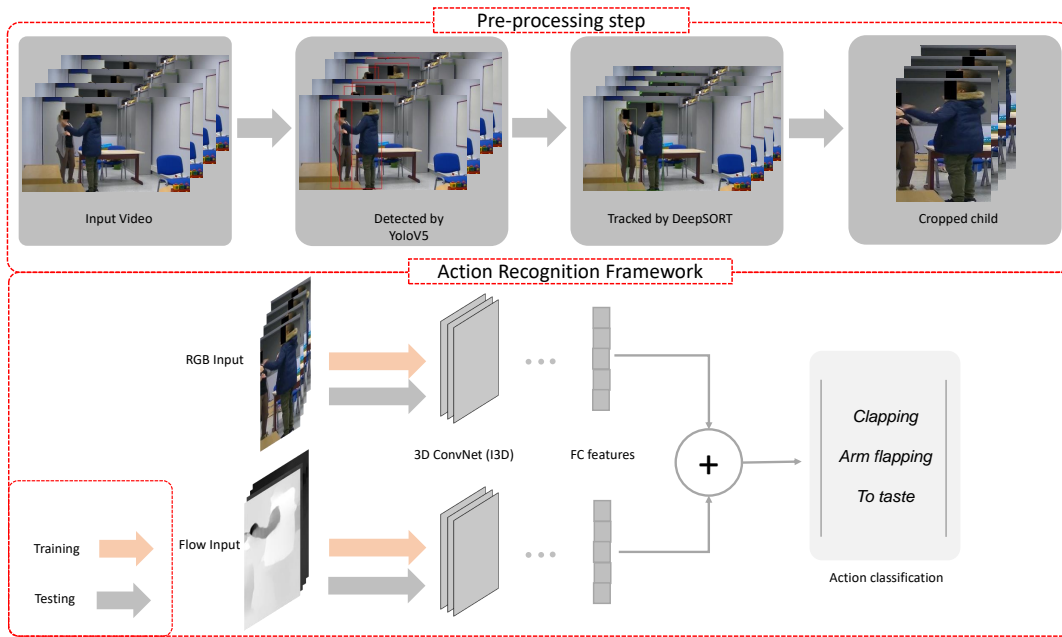 Pre-processing step
Input Video
Detected by
YoloV5
Tracked by DeepSORT
Cropped child
Action Recognition Framework
RGB Input
3D ConvNet (I3D)
FC features
+
Clapping
Arm flapping
To taste
Flow Input
Training
Testing
Action classification